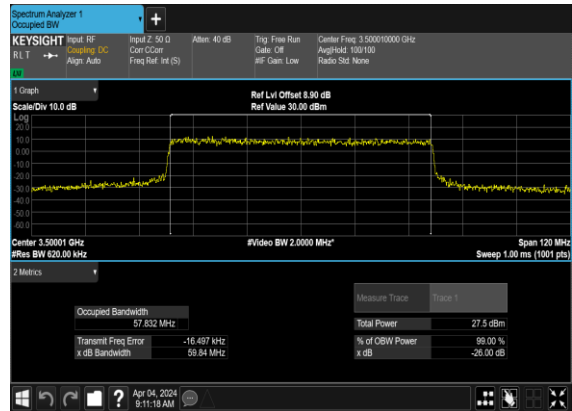 Spectrum Analyzer 1
Occupied BW
+
KEYSIGHT
RLT
Input: RF
Coupling: DC
Align: Auto
Input Z: 50 Ω
Corr CCorr
Freq Ref: Int (S)
Atten: 40 dB
Trig: Free Run
Gate: Off
#IF Gain: Low
Center Freq: 3.500010000 GHz
Avg|Hold: 100/100
Radio Std: None
1 Graph
Scale/Div 10.0 dB
Ref Lvl Offset 8.90 dB
Ref Value 30.00 dBm
Log
20.0
10.0
0.00
-10.0
-20.0
-30.0
-40.0
-50.0
-60.0
Center 3.50001 GHz
#Res BW 620.00 kHz
#Video BW 2.0000 MHz*
Span 120 MHz
Sweep 1.00 ms (1001 pts)
2 Metrics
Measure Trace
Trace 1
Occupied Bandwidth
57.832 MHz
Total Power
27.5 dBm
Transmit Freq Error
-16.497 kHz
% of OBW Power
99.00 %
x dB Bandwidth
59.84 MHz
x dB
-26.00 dB
?
Apr 04, 2024
9:11:18 AM